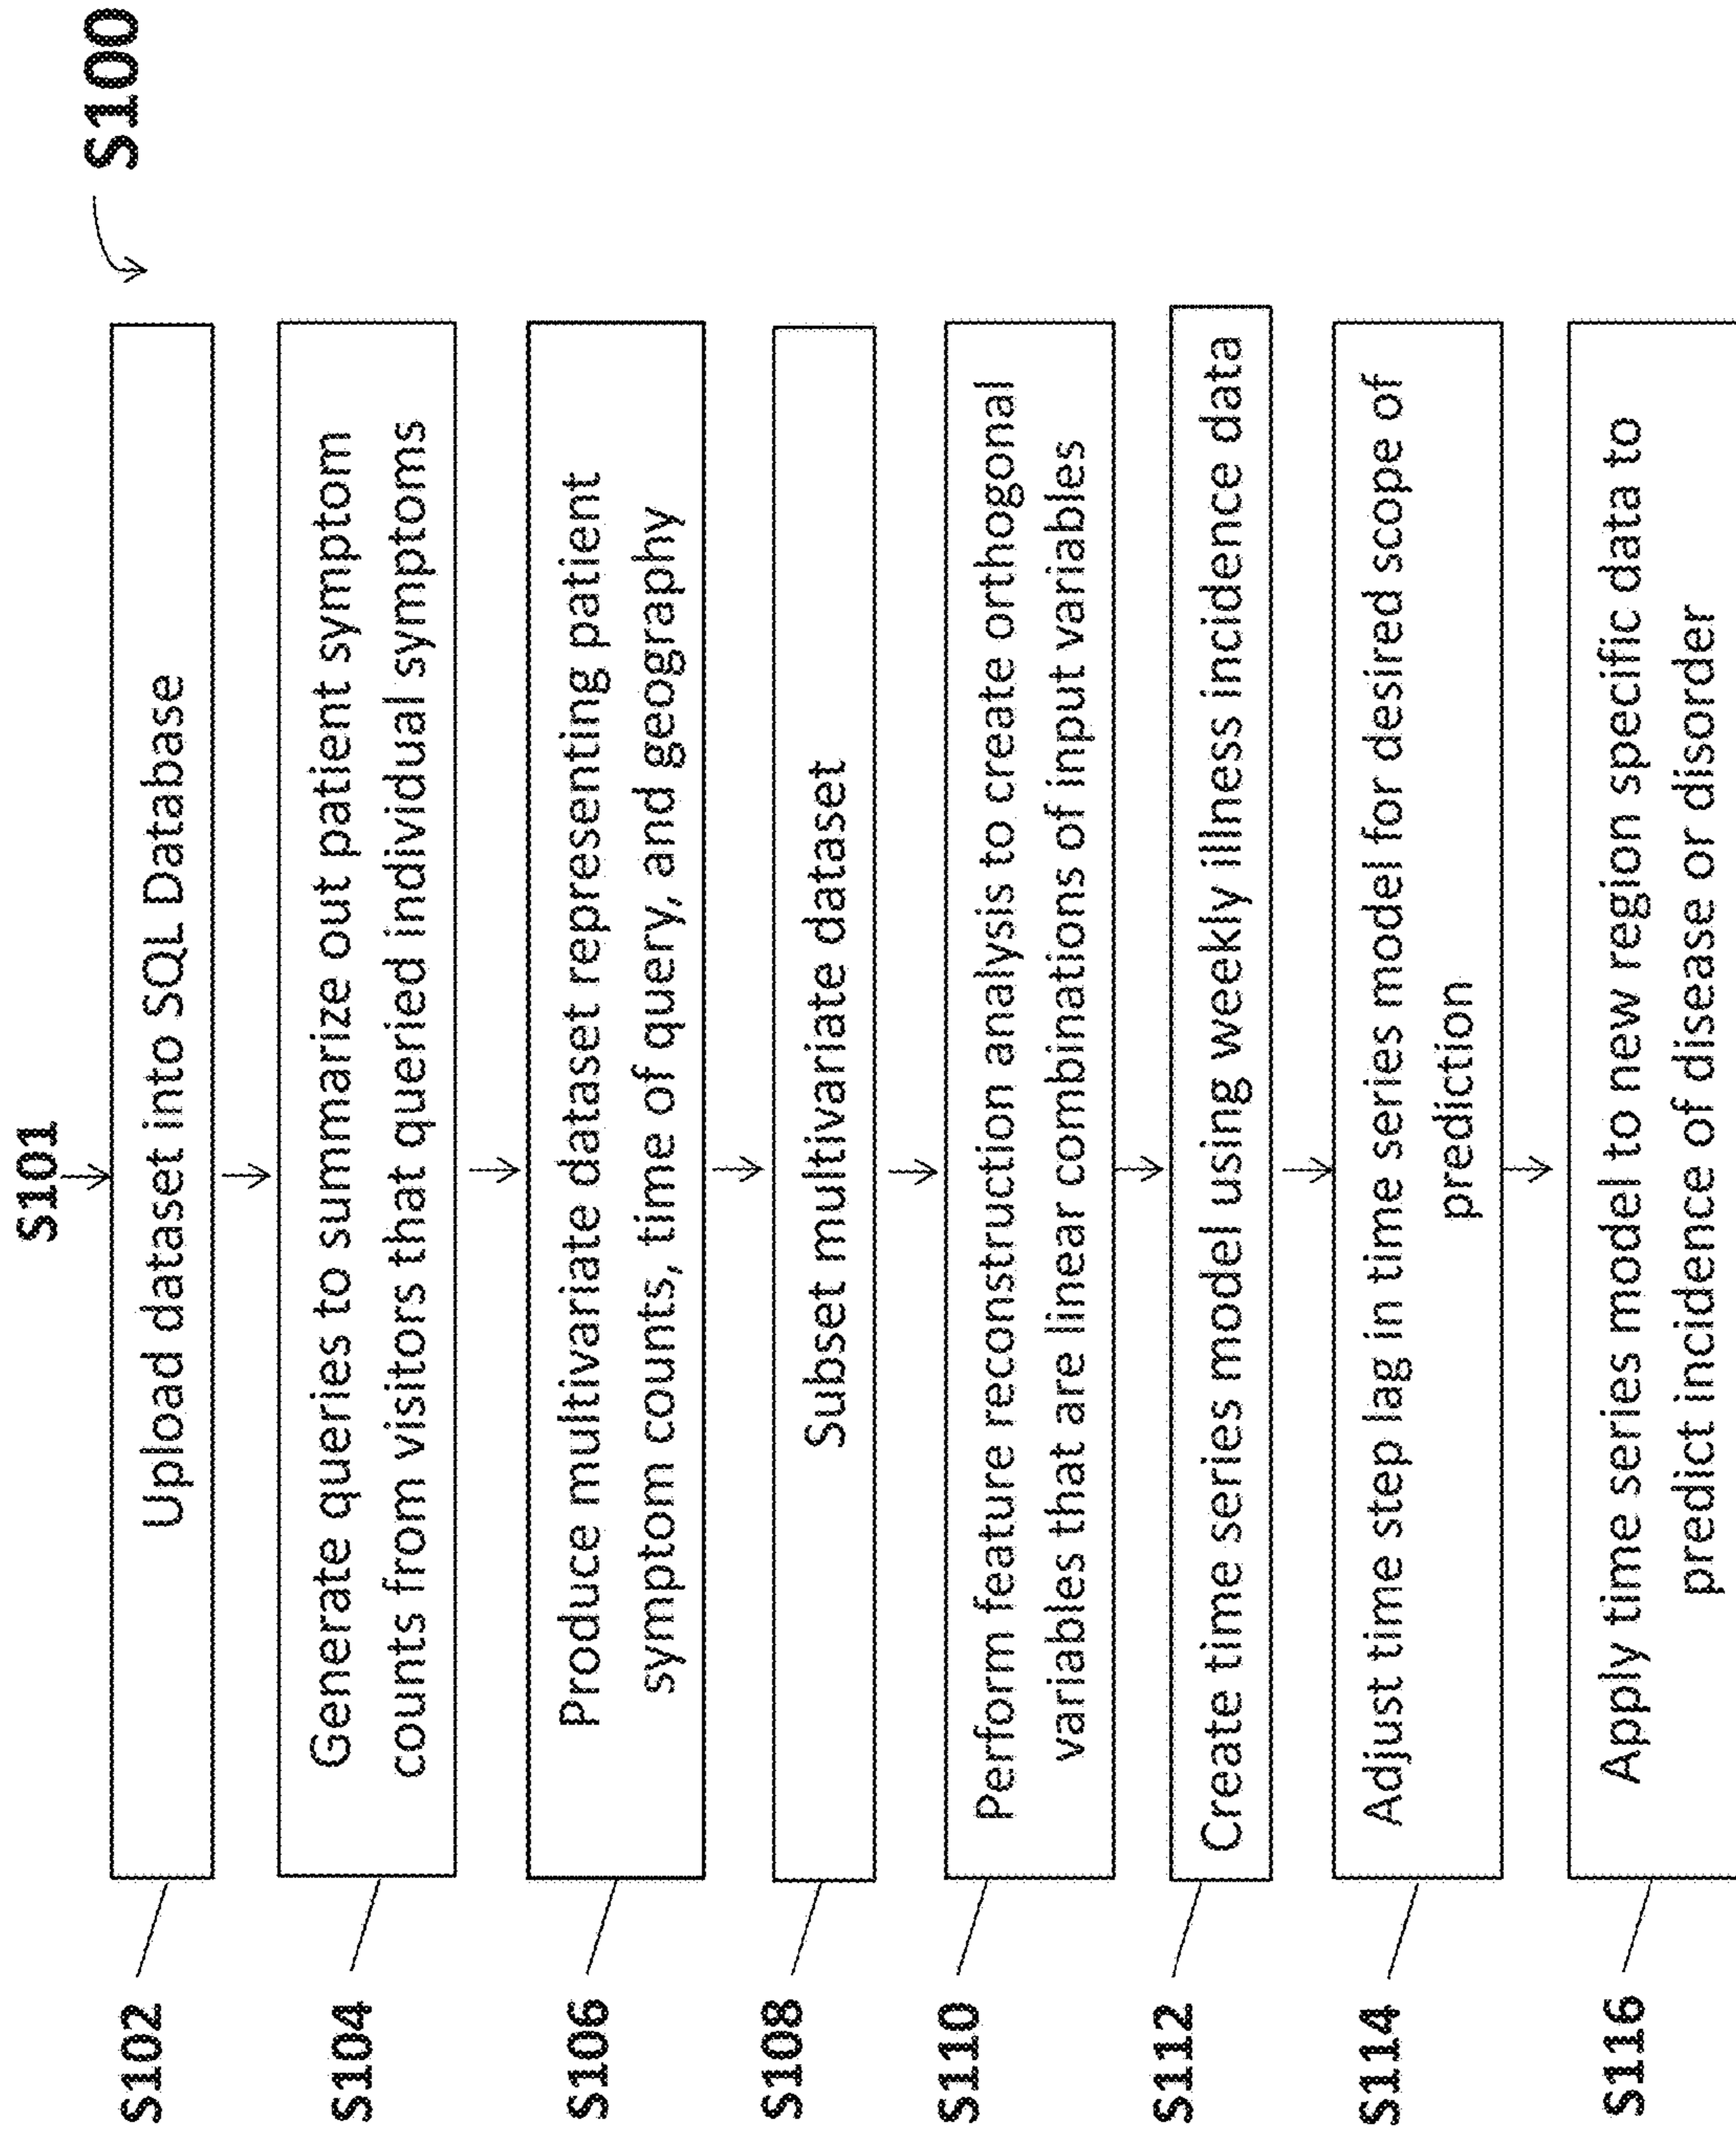 S100
S101
S102
Upload dataset into SQL Database
S104
Generate queries to summarize out patient symptom
counts from visitors that queried individual symptoms
S106
Produce multivariate dataset representing patient
symptom counts, time of query, and geography
S108
Subset multivariate dataset
S110
Perform feature reconstruction analysis to create orthogonal
variables that are linear combinations of input variables
S112
Create time series model using weekly illness incidence data
S114
Adjust time step lag in time series model for desired scope of
prediction
S116
Apply time series model to new region specific data to
predict incidence of disease or disorder